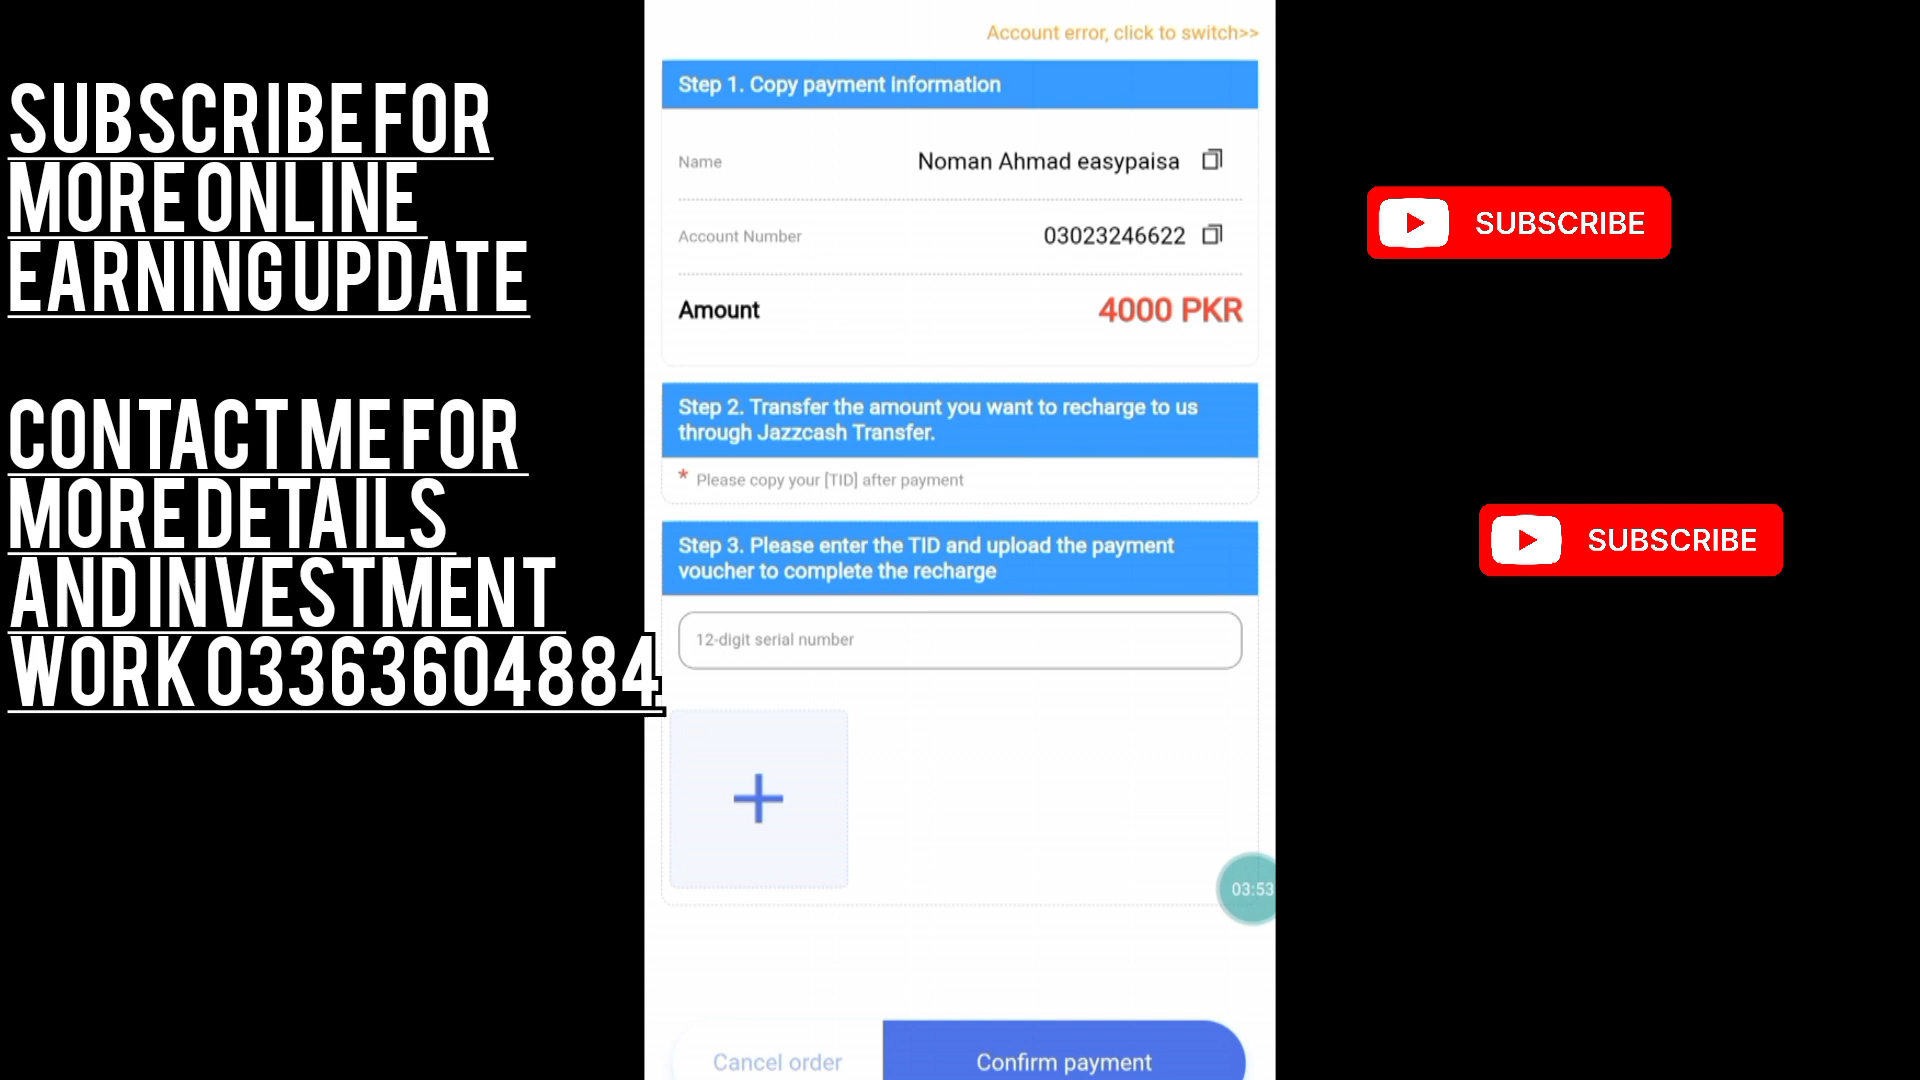 SUBSCRIBE FOR
MORE ONLINE
EARNING UPDATE
CONTACT ME FOR
MORE DETAILS
AND INVESTMENT
WORK 03363604884
Account error, click to switch>>
Step 1. Copy payment information
Name
Noman Ahmad easypaisa
Account Number
03023246622
Amount
4000 PKR
Step 2. Transfer the amount you want to recharge to us
through Jazzcash Transfer.
* Please copy your [TID] after payment
Step 3. Please enter the TID and upload the payment
voucher to complete the recharge
12-digit serial number
03:53
Cancel order
Confirm payment
SUBSCRIBE
SUBSCRIBE